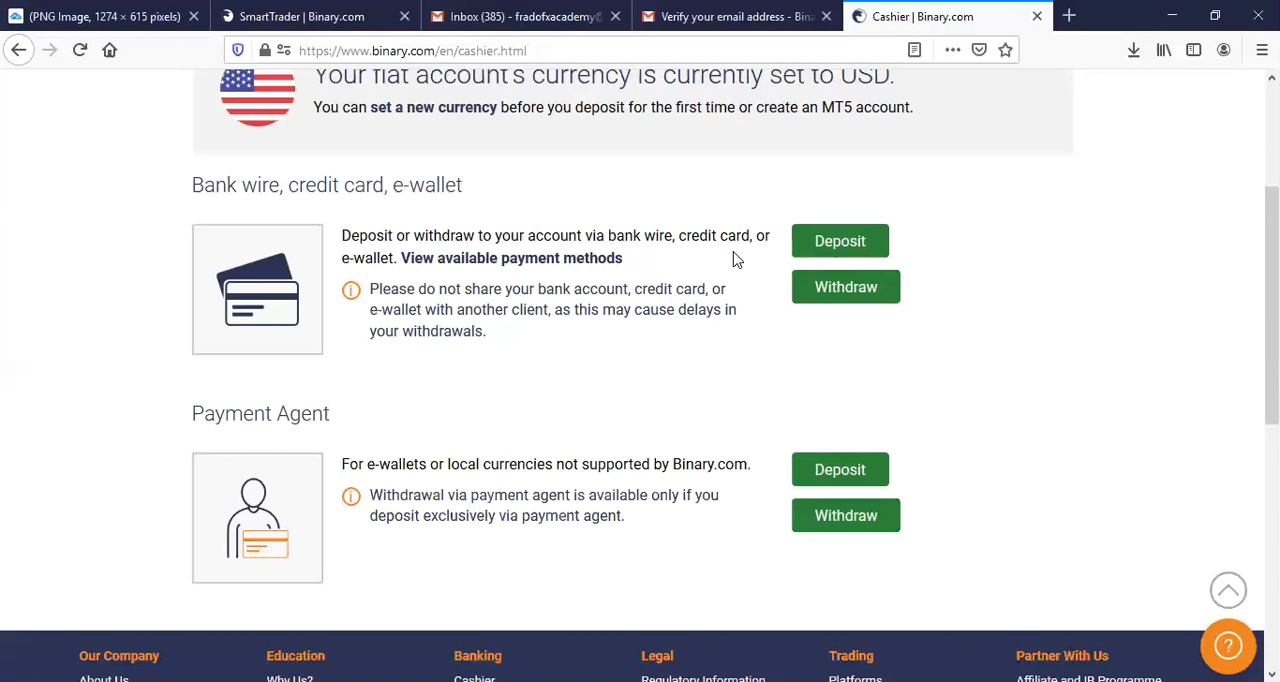 (PNG Image, 1274 × 615 pixels)
SmartTrader | Binary.com
Inbox (385) - fradofxacademy@
Verify your email address - Bin
Cashier | Binary.com
https://www.binary.com/en/cashier.html
Your fiat account's currency is currently set to USD.
You can set a new currency before you deposit for the first time or create an MT5 account.
Bank wire, credit card, e-wallet
Deposit or withdraw to your account via bank wire, credit card, or
e-wallet. View available payment methods
Please do not share your bank account, credit card, or
e-wallet with another client, as this may cause delays in
your withdrawals.
Deposit
Withdraw
Payment Agent
For e-wallets or local currencies not supported by Binary.com.
Withdrawal via payment agent is available only if you
deposit exclusively via payment agent.
Deposit
Withdraw
?
Our Company
Education
Banking
Legal
Trading
Partner With Us
About Us
Why Us?
Cashier
Regulatory Information
Platforms
Affiliate and IB Programme